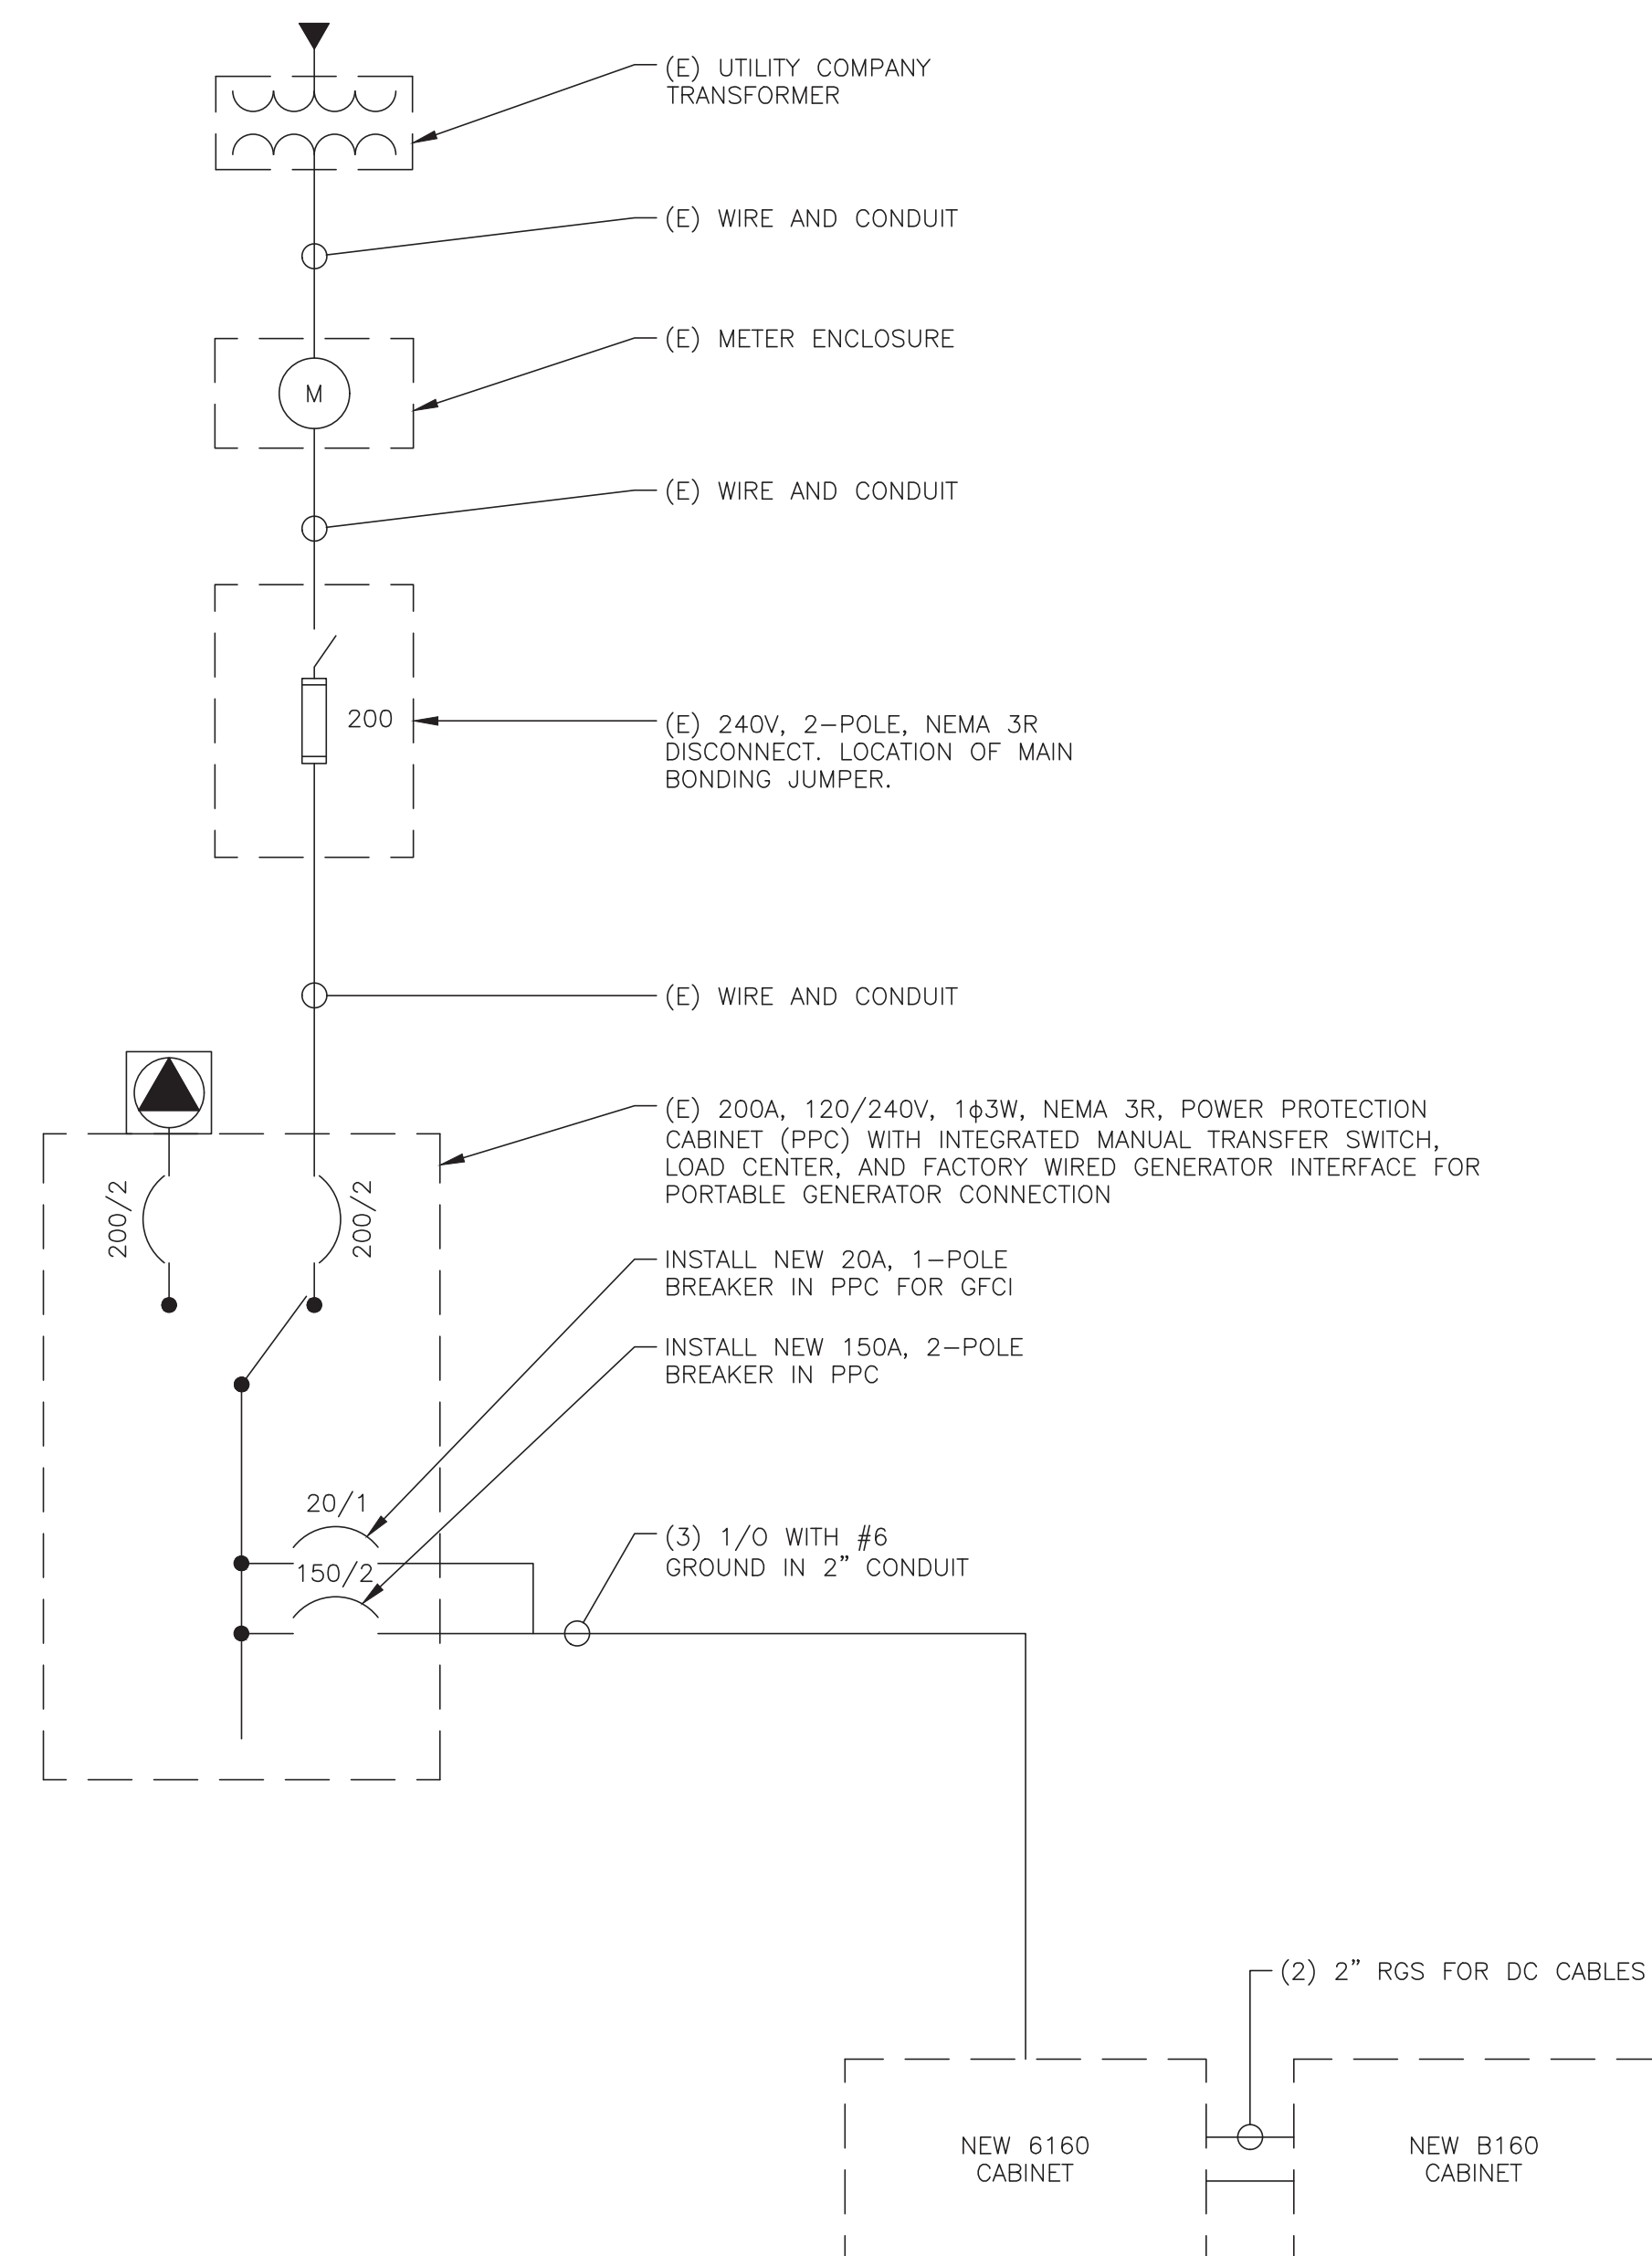 (E) UTILITY COMPANY
TRANSFORMER
(E) WIRE AND CONDUIT
(E) METER ENCLOSURE
M
(E) WIRE AND CONDUIT
200
(E) 240V, 2-POLE, NEMA 3R
DISCONNECT. LOCATION OF MAIN
BONDING JUMPER.
(E) WIRE AND CONDUIT
(E) 200A, 120/240V, 1ϕ3W, NEMA 3R, POWER PROTECTION
CABINET (PPC) WITH INTEGRATED MANUAL TRANSFER SWITCH,
LOAD CENTER, AND FACTORY WIRED GENERATOR INTERFACE FOR
PORTABLE GENERATOR CONNECTION
200/2
200/2
INSTALL NEW 20A, 1-POLE
BREAKER IN PPC FOR GFCI
INSTALL NEW 150A, 2-POLE
BREAKER IN PPC
20/1
150/2
(3) 1/O WITH #6
GROUND IN 2” CONDUIT
(2) 2” RGS FOR DC CABLES
NEW 6160
CABINET
NEW B160
CABINET